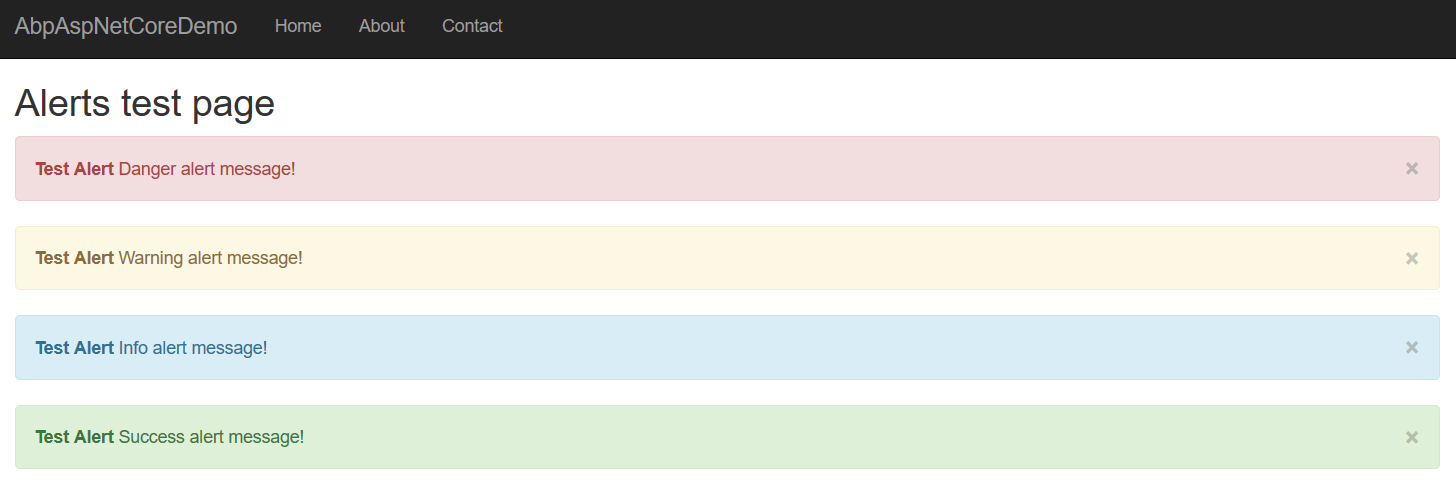 AbpAspNetCoreDemo Home About Contact
Alerts test page
Test Alert Danger alert message! ×
Test Alert Warning alert message! ×
Test Alert Info alert message! ×
Test Alert Success alert message! ×